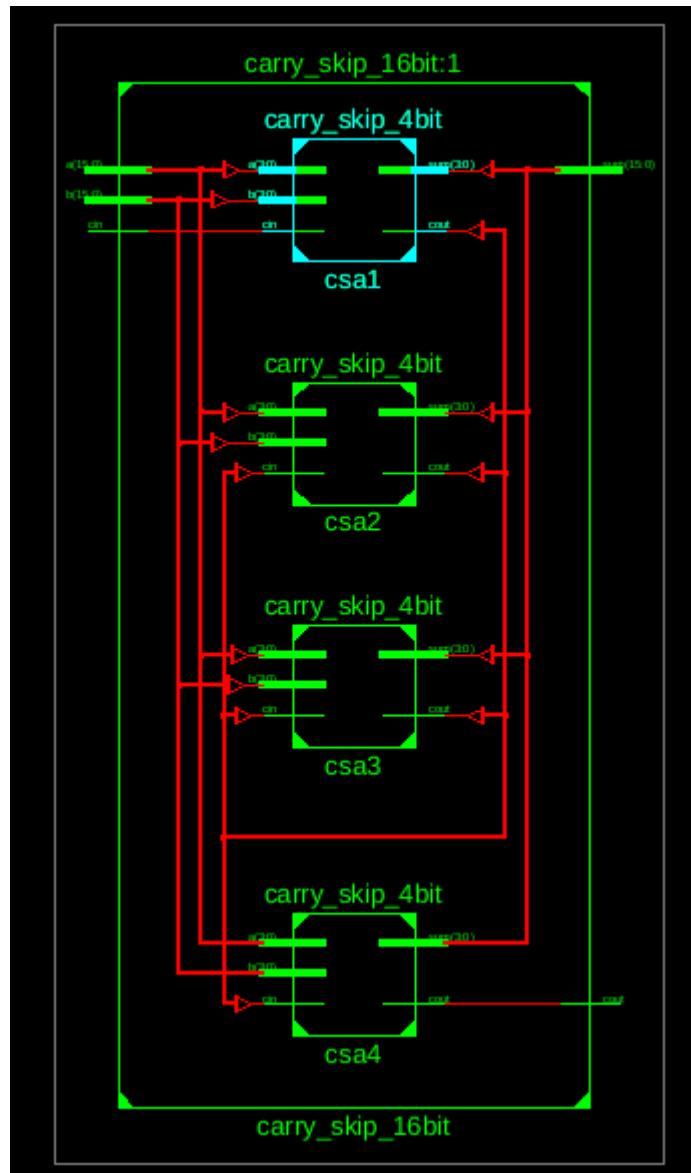 carry_skip_16bit:1
carry_skip_4bit
a(15:0) a(3:0) sum(3:0) sum(15:0)
b(15:0) b(3:0)
cin cin cout
csa1
carry_skip_4bit
a(3:0) sum(3:0)
b(3:0)
cin cout
csa2
carry_skip_4bit
a(3:0) sum(3:0)
b(3:0)
cin cout
csa3
carry_skip_4bit
a(3:0) sum(3:0)
b(3:0)
cin cout cout
csa4
carry_skip_16bit